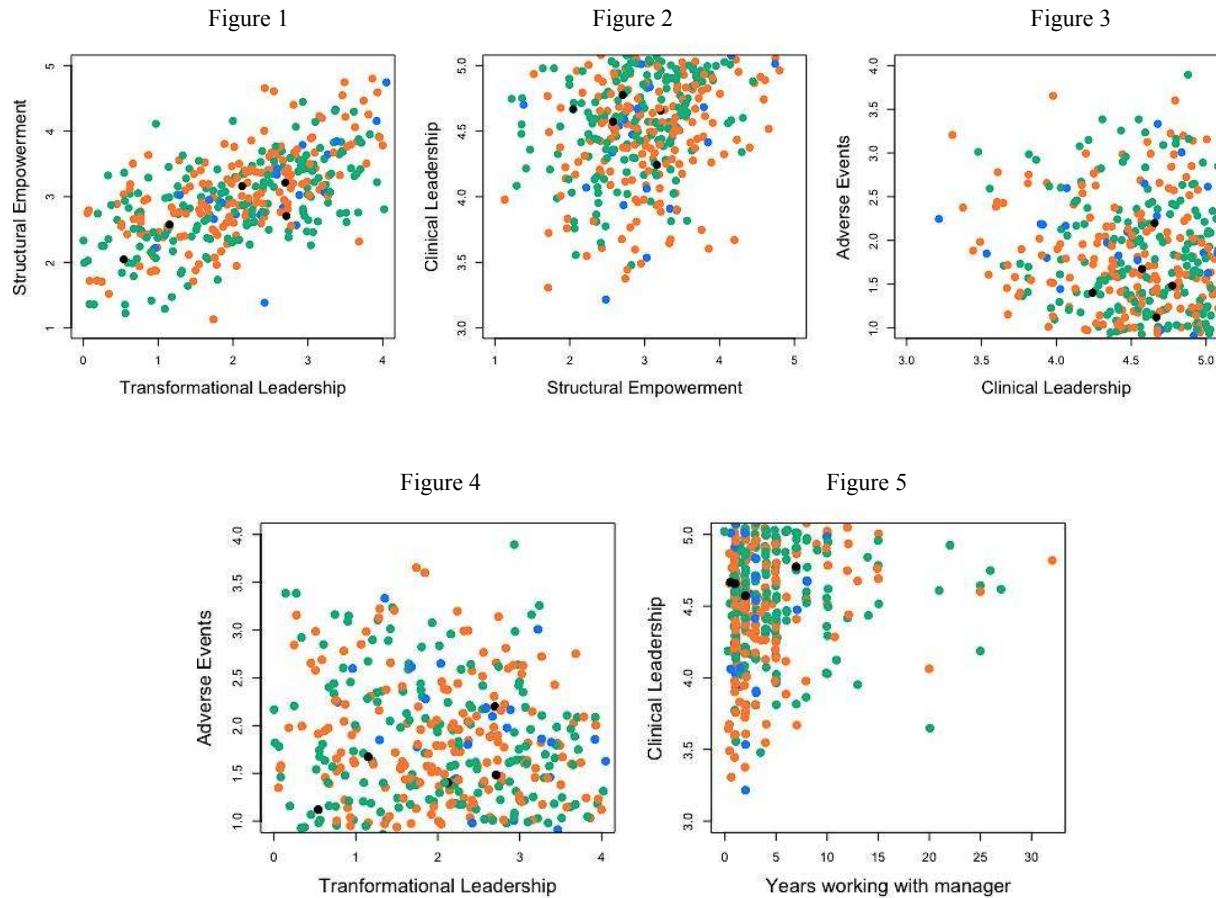 Figure 1
Figure 2
Figure 3
Structural Empowerment
5
4
3
2
1
0 1 2 3 4
Transformational Leadership
Clinical Leadership
5.0
4.5
4.0
3.5
3.0
1 2 3 4 5
Structural Empowerment
Adverse Events
4.0
3.5
3.0
2.5
2.0
1.5
1.0
3.0 3.5 4.0 4.5 5.0
Clinical Leadership
Figure 4
Figure 5
Adverse Events
4.0
3.5
3.0
2.5
2.0
1.5
1.0
0 1 2 3 4
Tranformational Leadership
Clinical Leadership
5.0
4.5
4.0
3.5
3.0
0 5 10 15 20 25 30
Years working with manager